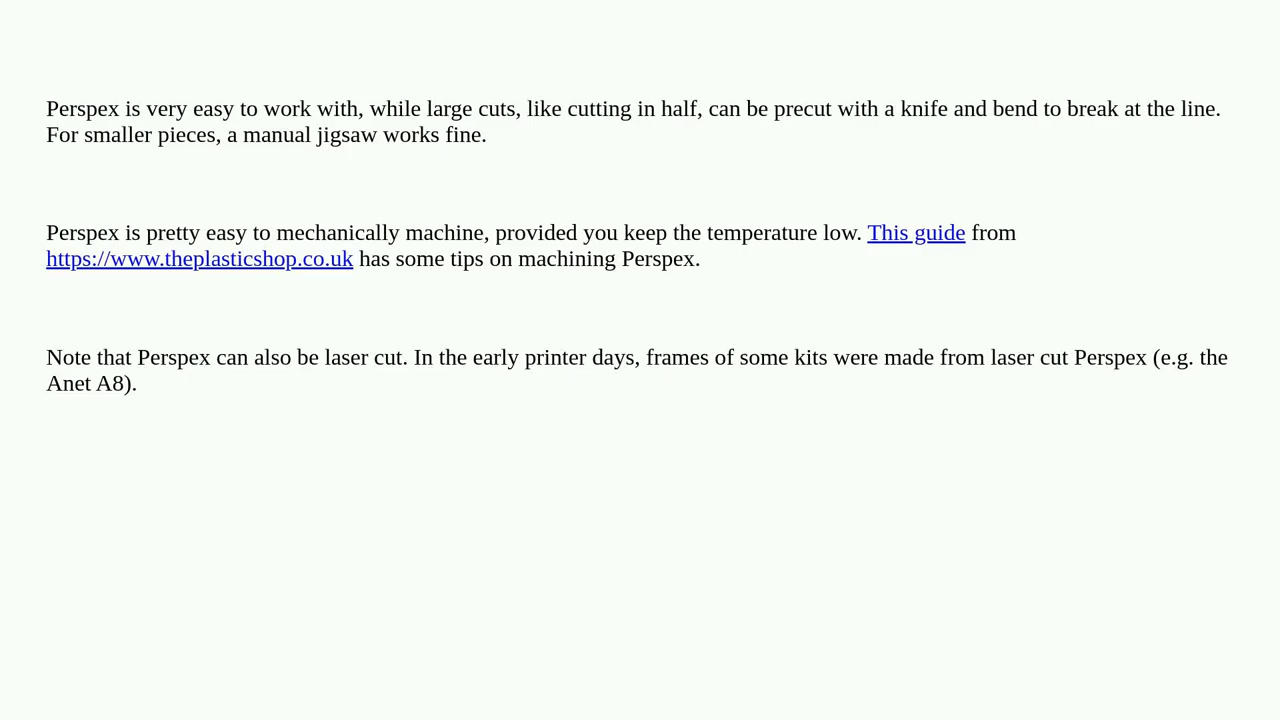 Perspex is very easy to work with, while large cuts, like cutting in half, can be precut with a knife and bend to break at the line.
For smaller pieces, a manual jigsaw works fine.
Perspex is pretty easy to mechanically machine, provided you keep the temperature low. This guide from
https://www.theplasticshop.co.uk has some tips on machining Perspex.
Note that Perspex can also be laser cut. In the early printer days, frames of some kits were made from laser cut Perspex (e.g. the
Anet A8).